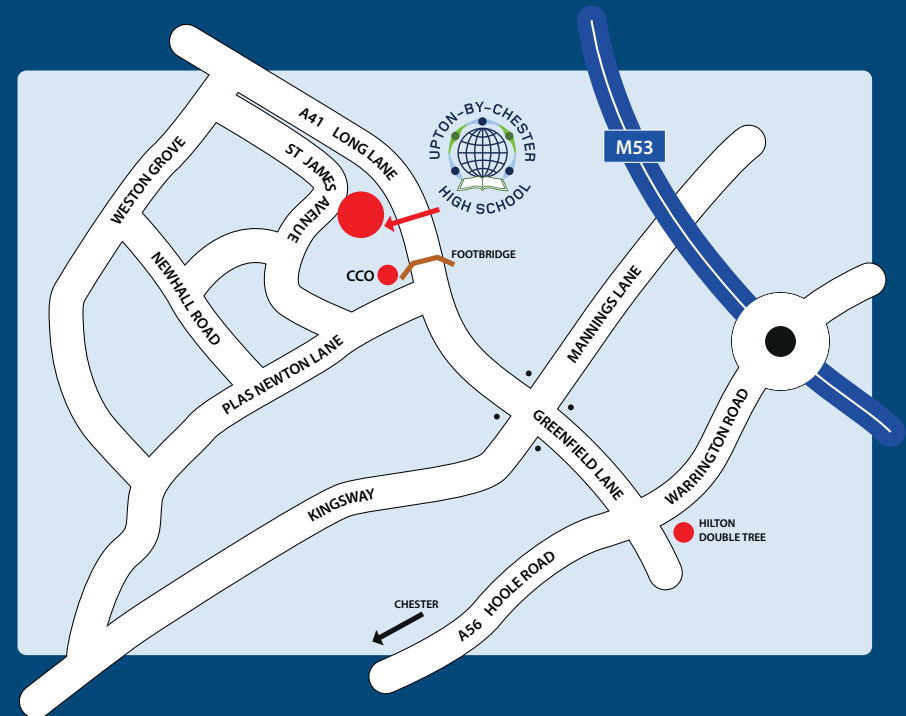 A41 LONG LANE
UPTON-BY-CHESTER
HIGH SCHOOL
M53
ST JAMES
AVENUE
WESTON GROVE
NEWHALL ROAD
FOOTBRIDGE
CCO
MANNINGS LANE
PLAS NEWTON LANE
GREENFIELD LANE
WARRINGTON ROAD
KINGSWAY
HILTON
DOUBLE TREE
A56 HOOLE ROAD
CHESTER